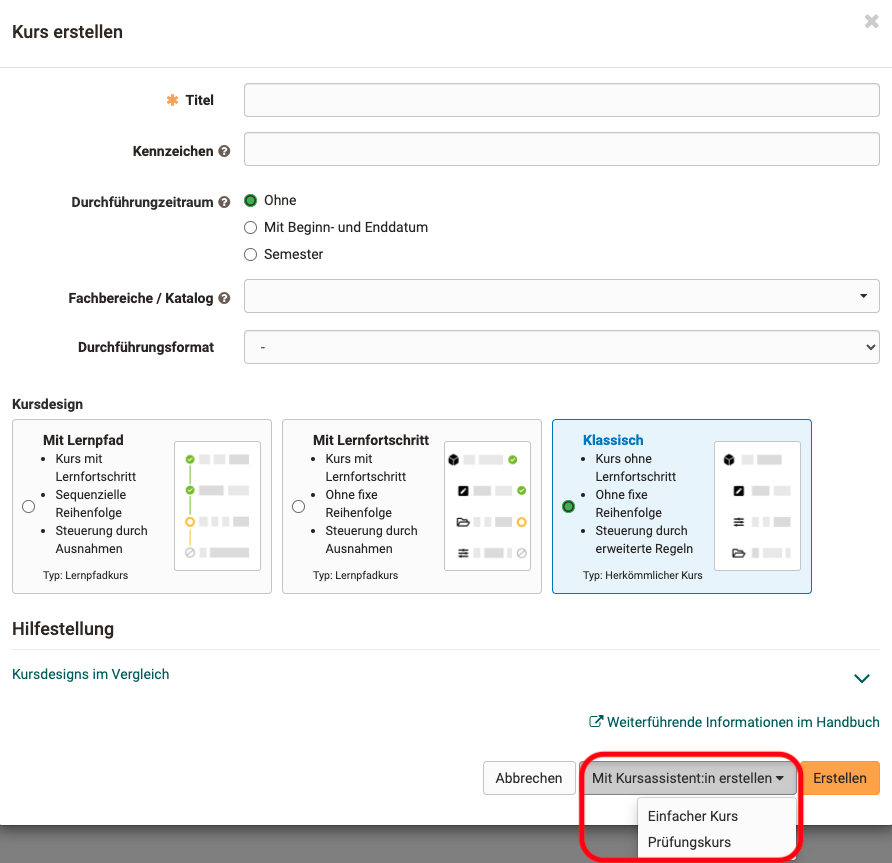 Kurs erstellen
✖
✱ Titel
Kennzeichen ?
Durchführungzeitraum ? Ohne
Mit Beginn- und Enddatum
Semester
Fachbereiche / Katalog ?
Durchführungsformat -
Kursdesign
Mit Lernpfad
• Kurs mit
Lernfortschritt
• Sequenzielle
Reihenfolge
• Steuerung durch
Ausnahmen
Typ: Lernpfadkurs
Mit Lernfortschritt
• Kurs mit
Lernfortschritt
• Ohne fixe
Reihenfolge
• Steuerung durch
Ausnahmen
Typ: Lernpfadkurs
Klassisch
• Kurs ohne
Lernfortschritt
• Ohne fixe
Reihenfolge
• Steuerung durch
erweiterte Regeln
Typ: Herkömmlicher Kurs
Hilfestellung
Kursdesigns im Vergleich
Weiterführende Informationen im Handbuch
Abbrechen Mit Kursassistent:in erstellen Erstellen
Einfacher Kurs
Prüfungskurs